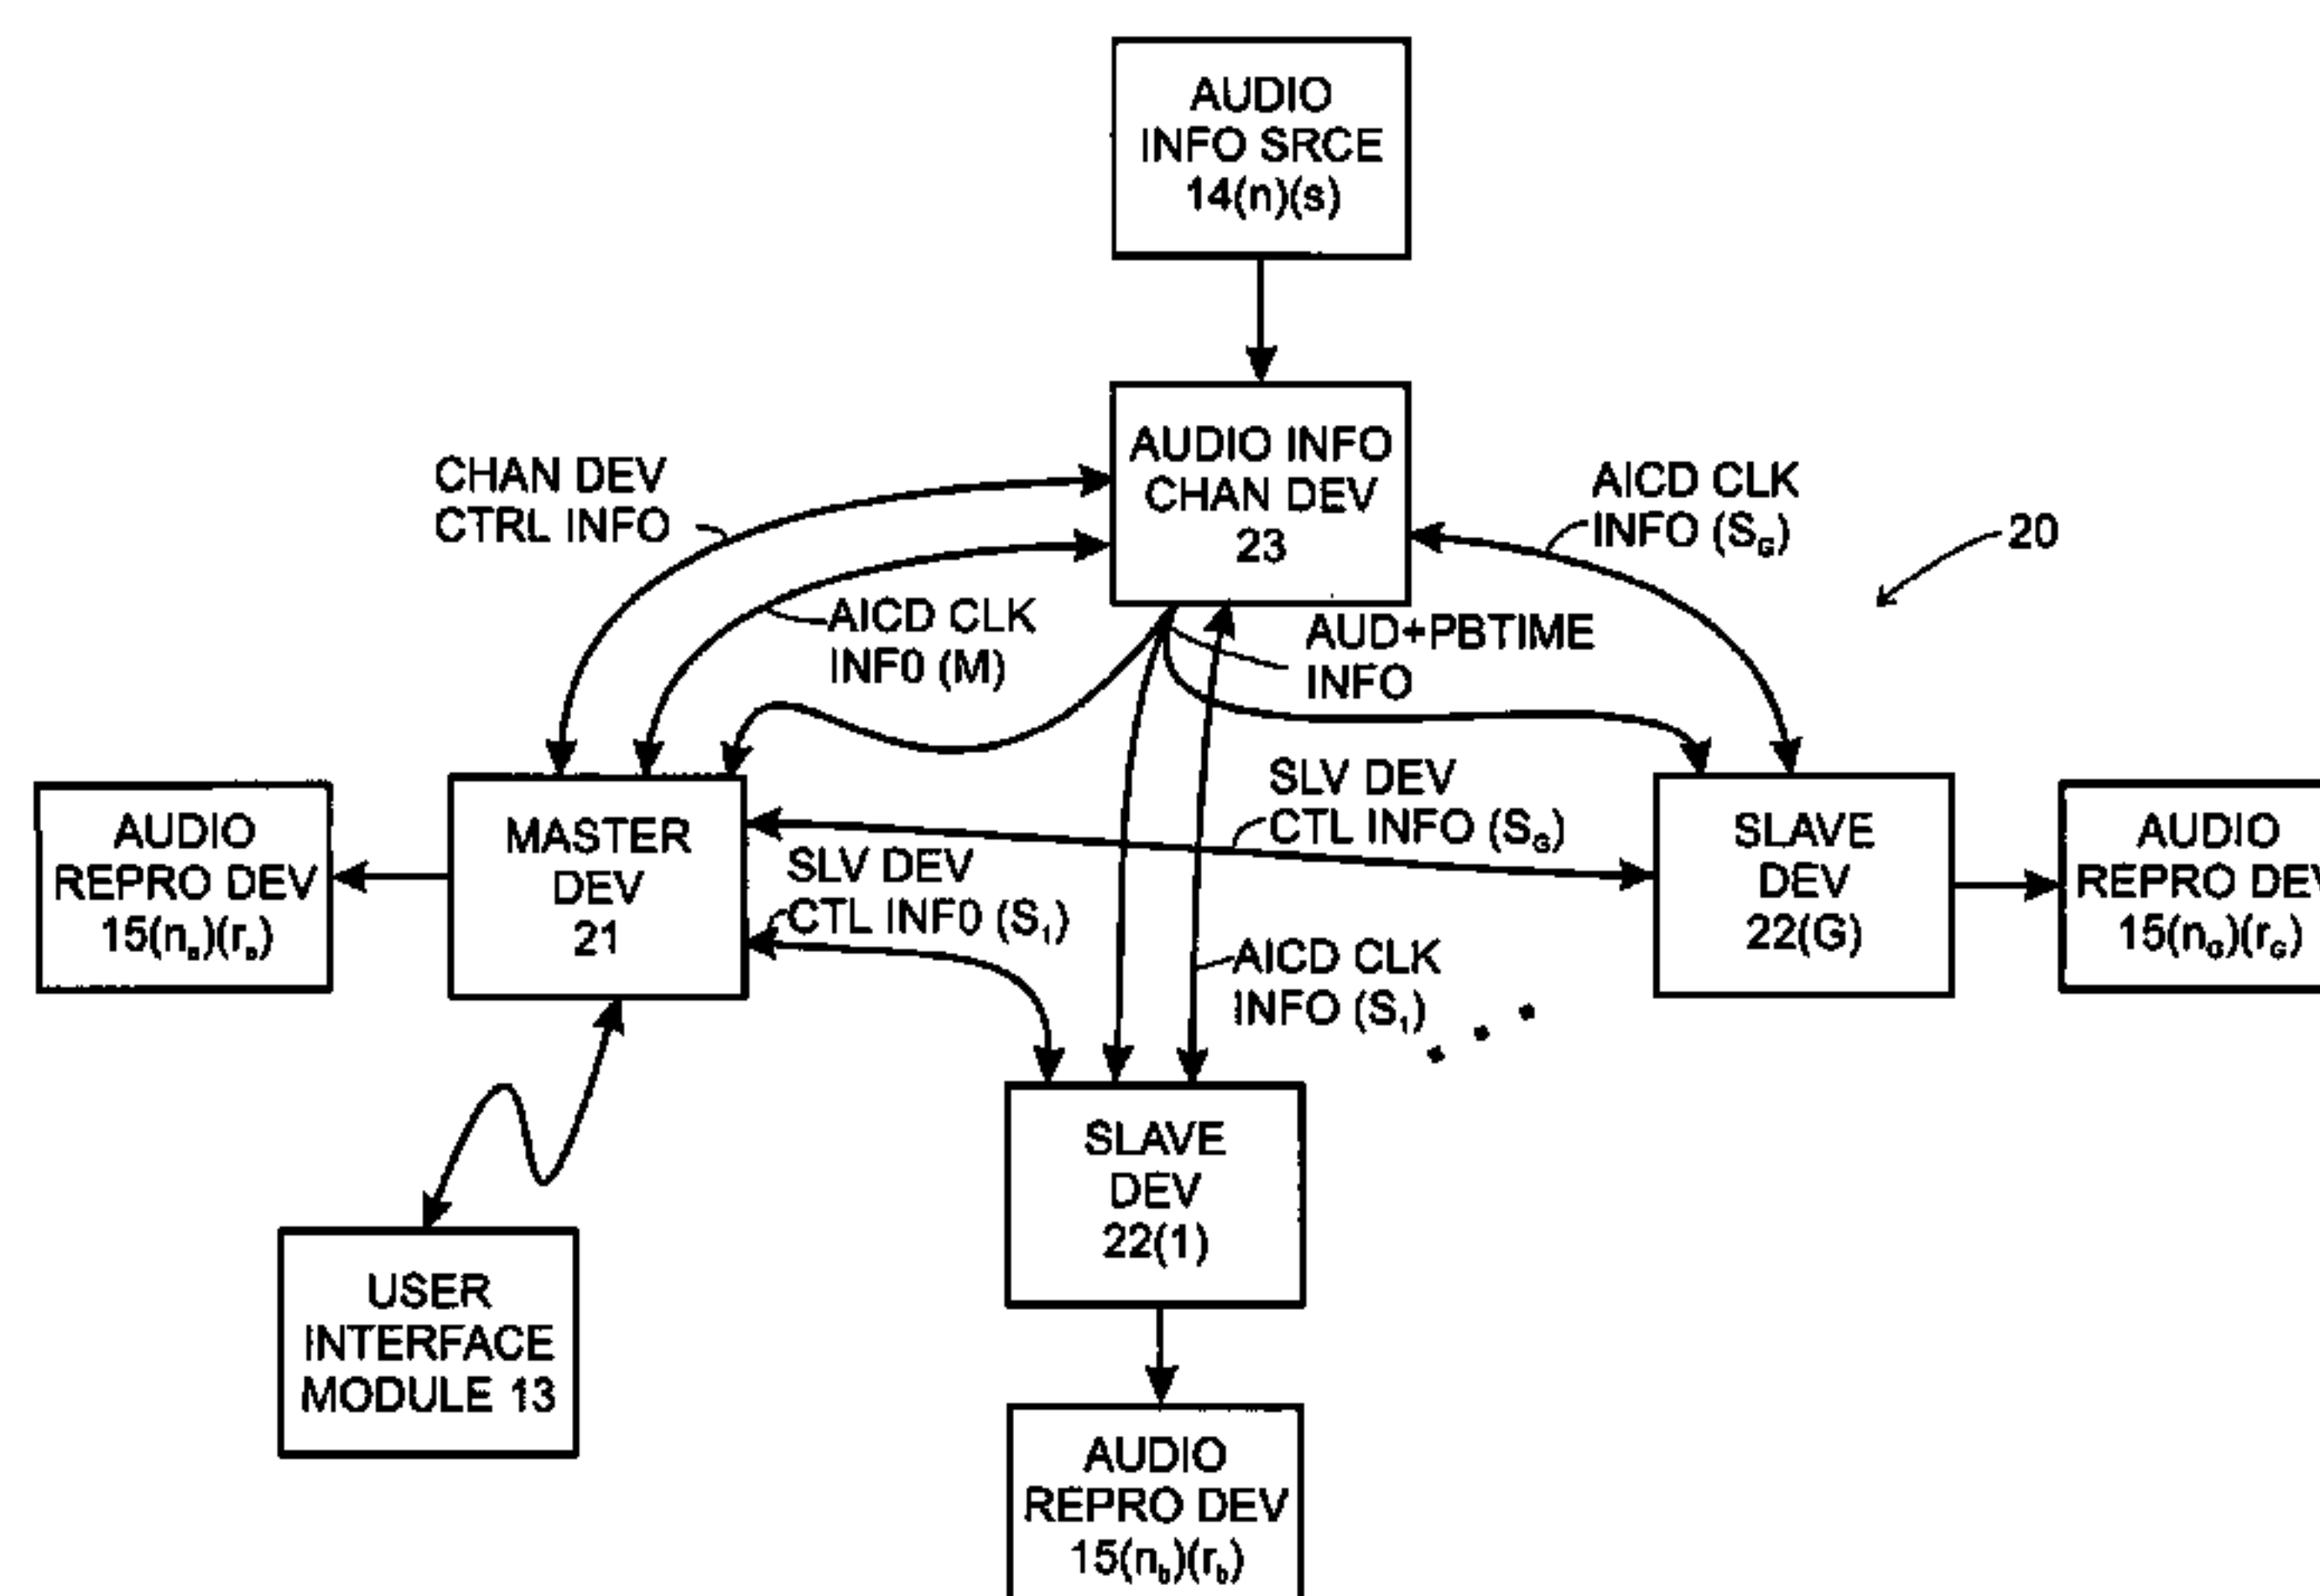 AUDIO
INFO SRCE
14(n)(s)
AUDIO INFO
CHAN DEV
23
CHAN DEV
CTRL INFO
AICD CLK
INFO (S_G)
20
AICD CLK
INF0 (M)
AUD+PBTIME
INFO
SLV DEV
CTL INFO (S_G)
AUDIO
REPRO DEV
15(n_a)(r_a)
MASTER
DEV
21
SLV DEV
CTL INF0 (S_1)
SLAVE
DEV
22(G)
AUDIO
REPRO DEV
15(n_G)(r_G)
AICD CLK
INFO (S_1)
SLAVE
DEV
22(1)
USER
INTERFACE
MODULE 13
AUDIO
REPRO DEV
15(n_b)(r_b)